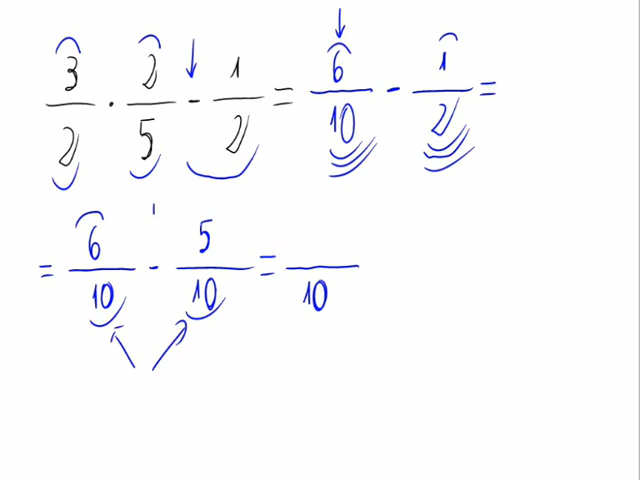 3/2 · 2/5 - 1/2 = 6/10 - 1/2 =
= 6/10 - 5/10 = /10